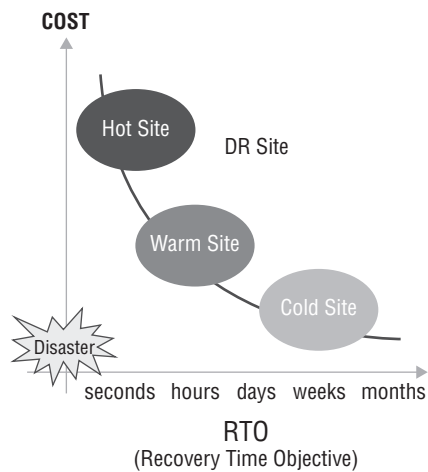 COST
Hot Site
DR Site
Warm Site
Cold Site
Disaster
seconds hours days weeks months
RTO
(Recovery Time Objective)